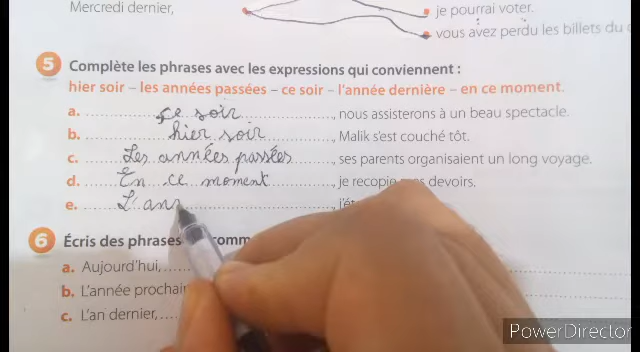 Mercredi dernier,
je pourrai voter.
vous avez perdu les billets du
5 Complète les phrases avec les expressions qui conviennent :
hier soir – les années passées – ce soir – l'année dernière – en ce moment.
a. ce soir, nous assisterons à un beau spectacle.
b. hier soir, Malik s'est couché tôt.
c. Les années passées, ses parents organisaient un long voyage.
d. En ce moment, je recopie devoirs.
e. L'ann
6 Écris des phrases comm
a. Aujourd'hui,
b. L'année prochai
c. L'an dernier,
PowerDirector